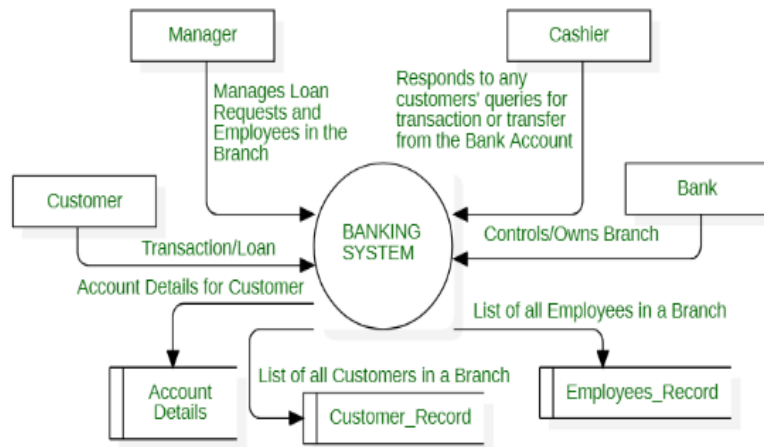 Manager
Cashier
Manages Loan
Requests and
Employees in the
Branch
Responds to any
customers' queries for
transaction or transfer
from the Bank Account
Customer
Bank
BANKING
SYSTEM
Transaction/Loan
Controls/Owns Branch
Account Details for Customer
List of all Employees in a Branch
List of all Customers in a Branch
Account
Details
Customer_Record
Employees_Record